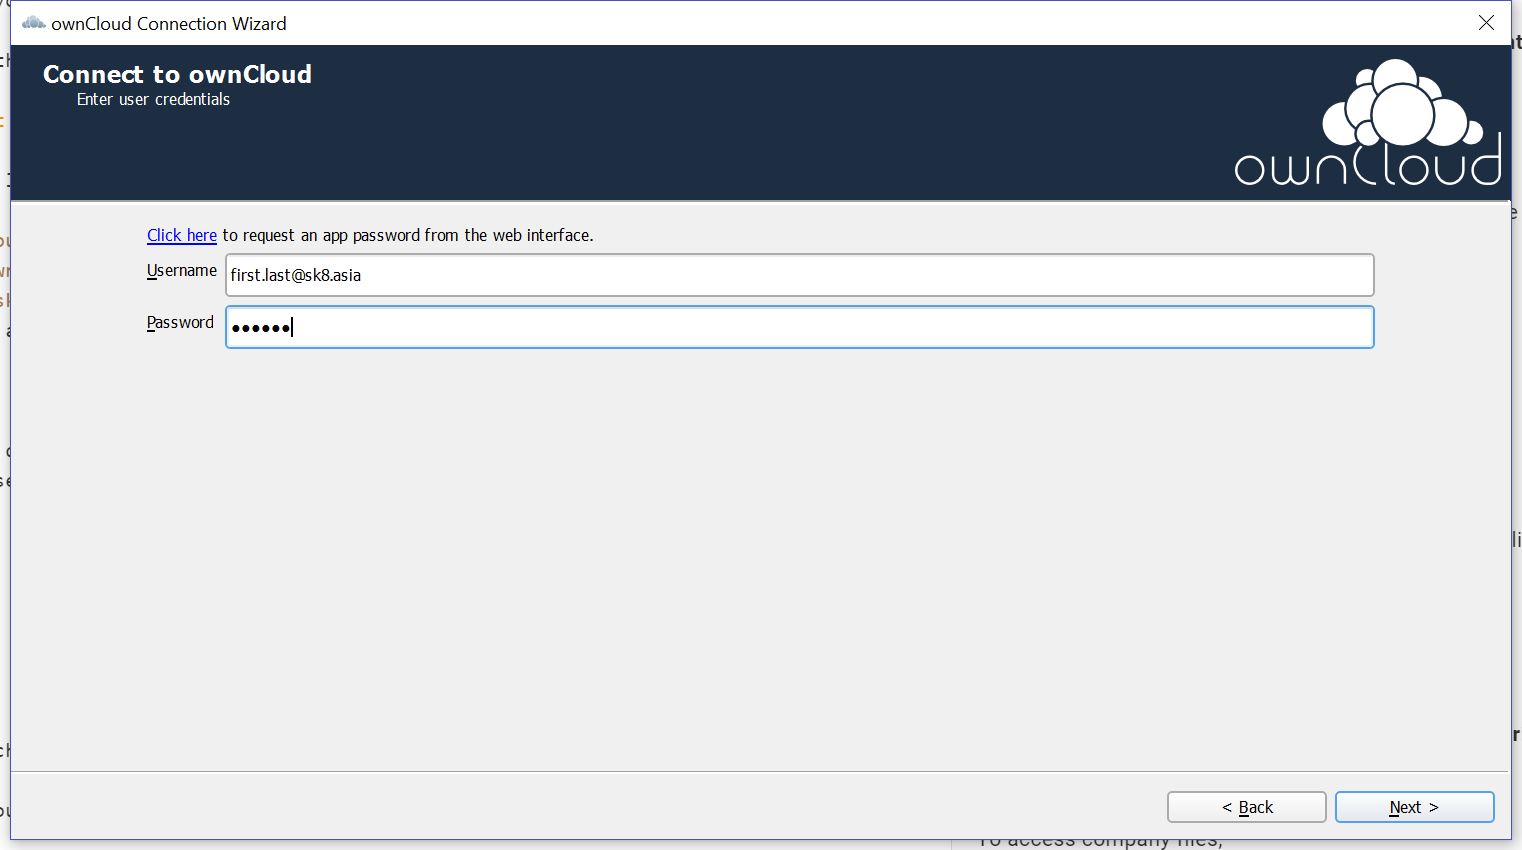 ownCloud Connection Wizard
Connect to ownCloud
Enter user credentials
ownCloud
Click here to request an app password from the web interface.
Username first.last@sk8.asia
Password ●●●●●●
< Back Next >
To access company files,